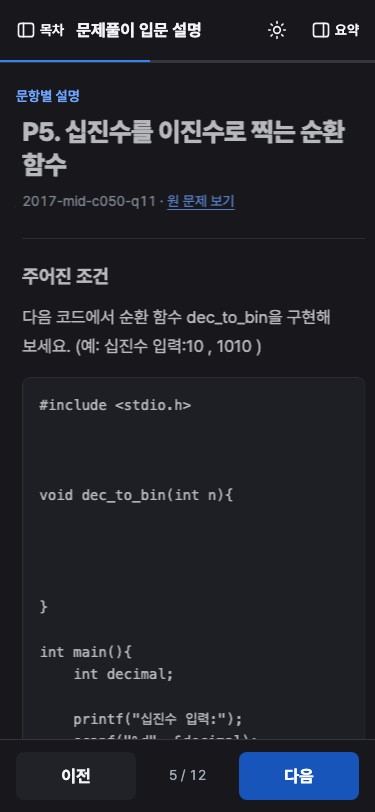 목차 문제풀이 입문 설명 요약
문항별 설명
P5. 십진수를 이진수로 찍는 순환
함수
2017-mid-c050-q11 · 원 문제 보기
주어진 조건
다음 코드에서 순환 함수 dec_to_bin을 구현해
보세요. (예: 십진수 입력:10 , 1010 )
#include <stdio.h>
void dec_to_bin(int n){
}
int main(){
    int decimal;
    printf("십진수 입력:");
    scanf("%d", &decimal);
이전 5 / 12 다음